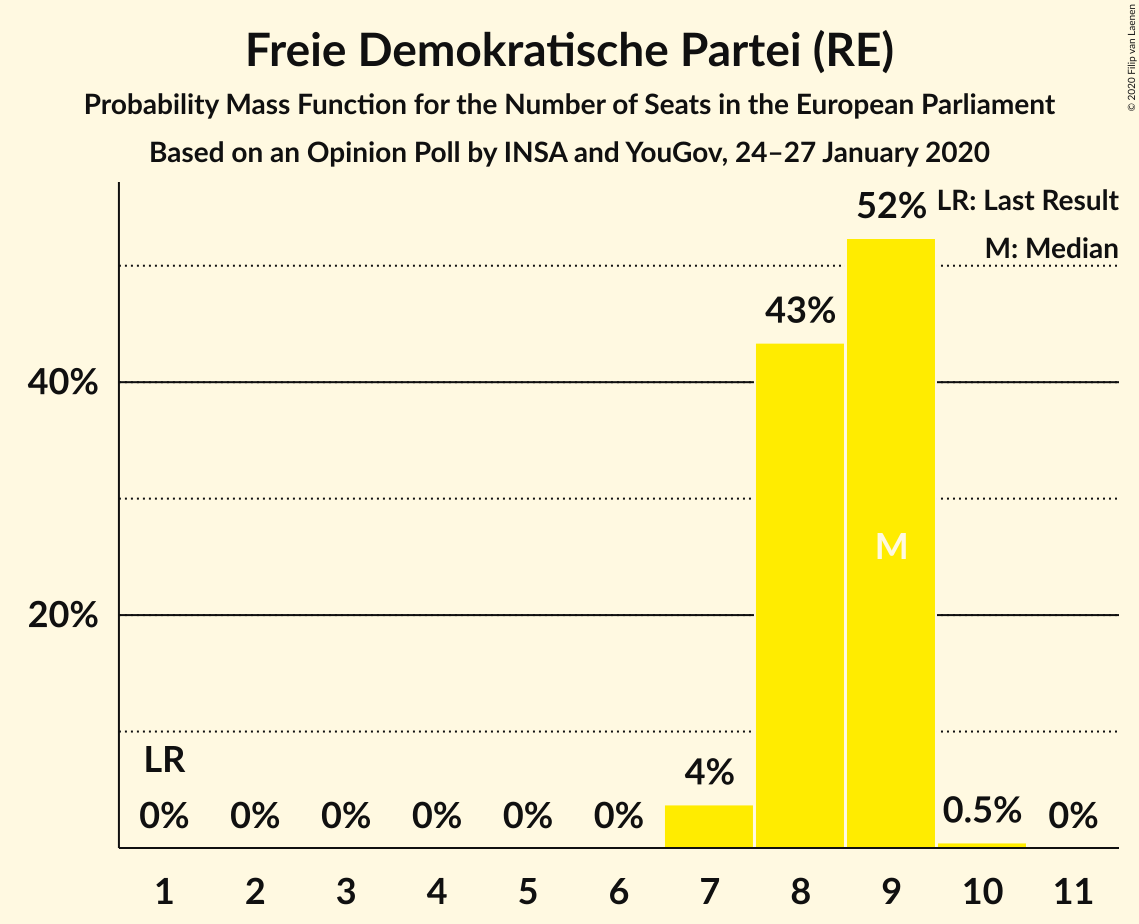 Freie Demokratische Partei (RE)
Probability Mass Function for the Number of Seats in the European Parliament
Based on an Opinion Poll by INSA and YouGov, 24–27 January 2020
© 2020 Filip van Laenen
LR: Last Result
M: Median
52%
43%
40%
M
20%
LR
4%
0% 0% 0% 0% 0% 0% 0.5% 0%
1 2 3 4 5 6 7 8 9 10 11